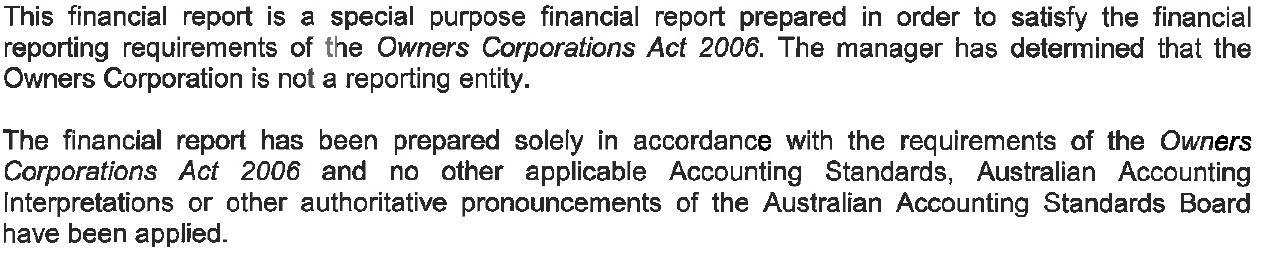 This financial report is a special purpose financial report prepared in order to satisfy the financial
reporting requirements of the Owners Corporations Act 2006. The manager has determined that the
Owners Corporation is not a reporting entity.
The financial report has been prepared solely in accordance with the requirements of the Owners
Corporations Act 2006 and no other applicable Accounting Standards, Australian Accounting
Interpretations or other authoritative pronouncements of the Australian Accounting Standards Board
have been applied.